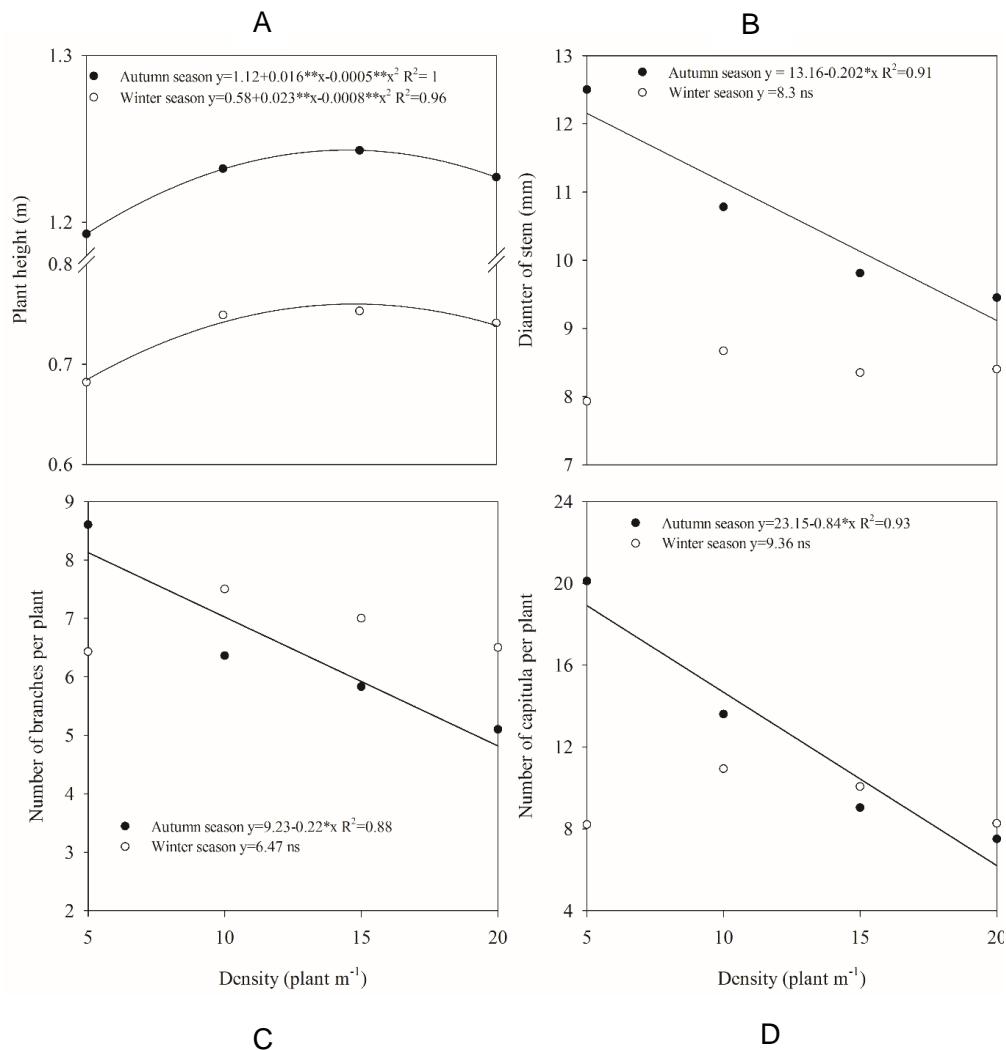 A
B
1.3
Autumn season y=1.12+0.016**x-0.0005**x² R²= 1
Winter season y=0.58+0.023**x-0.0008**x² R²=0.96
1.2
0.8
0.7
0.6
Plant height (m)
13
Autumn season y = 13.16-0.202*x R²=0.91
Winter season y =8.3 ns
12
11
10
9
8
7
Diamter of stem (mm)
9
8
7
6
5
4
3
2
Number of branches per plant
Autumn season y=9.23-0.22*x R²=0.88
Winter season y=6.47 ns
5
10
15
20
Density (plant m⁻¹)
24
Autumn season y=23.15-0.84*x R²=0.93
Winter season y=9.36 ns
20
16
12
8
4
Number of capitula per plant
5
10
15
20
Density (plant m⁻¹)
C
D